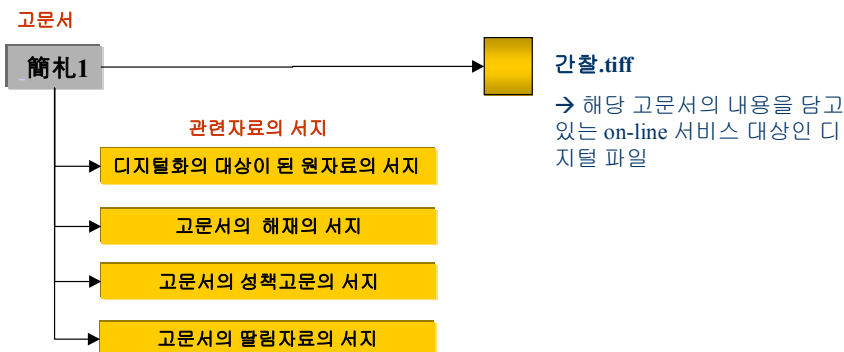 고문서
簡札1
간찰.tiff
→ 해당 고문서의 내용을 담고
있는 on-line 서비스 대상인 디
지털 파일
관련자료의 서지
디지털화의 대상이 된 원자료의 서지
고문서의 해재의 서지
고문서의 성책고문의 서지
고문서의 딸림자료의 서지